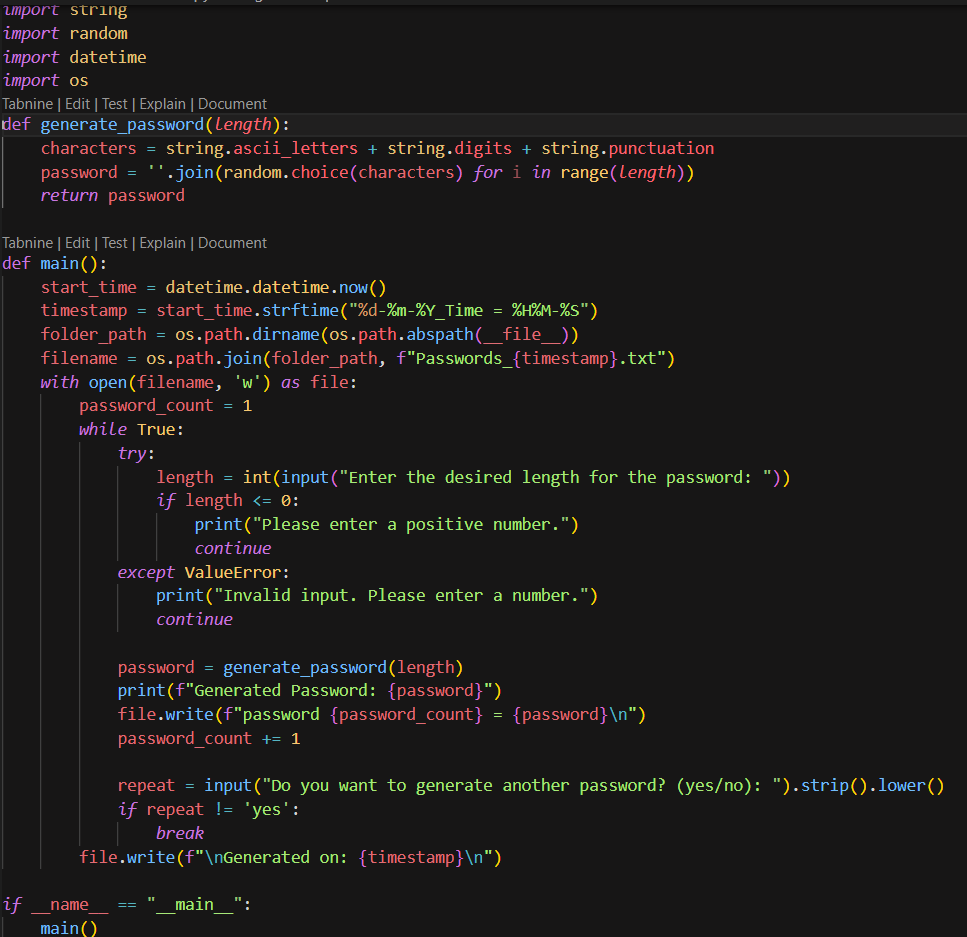 import string
import random
import datetime
import os
Tabnine | Edit | Test | Explain | Document
def generate_password(length):
    characters = string.ascii_letters + string.digits + string.punctuation
    password = ''.join(random.choice(characters) for i in range(length))
    return password
Tabnine | Edit | Test | Explain | Document
def main():
    start_time = datetime.datetime.now()
    timestamp = start_time.strftime("%d-%m-%Y_Time = %H%M-%S")
    folder_path = os.path.dirname(os.path.abspath(__file__))
    filename = os.path.join(folder_path, f"Passwords_{timestamp}.txt")
    with open(filename, 'w') as file:
        password_count = 1
        while True:
            try:
                length = int(input("Enter the desired length for the password: "))
                if length <= 0:
                    print("Please enter a positive number.")
                    continue
            except ValueError:
                print("Invalid input. Please enter a number.")
                continue
            password = generate_password(length)
            print(f"Generated Password: {password}")
            file.write(f"password {password_count} = {password}\n")
            password_count += 1
            repeat = input("Do you want to generate another password? (yes/no): ").strip().lower()
            if repeat != 'yes':
                break
        file.write(f"\nGenerated on: {timestamp}\n")
if __name__ == "__main__":
    main()